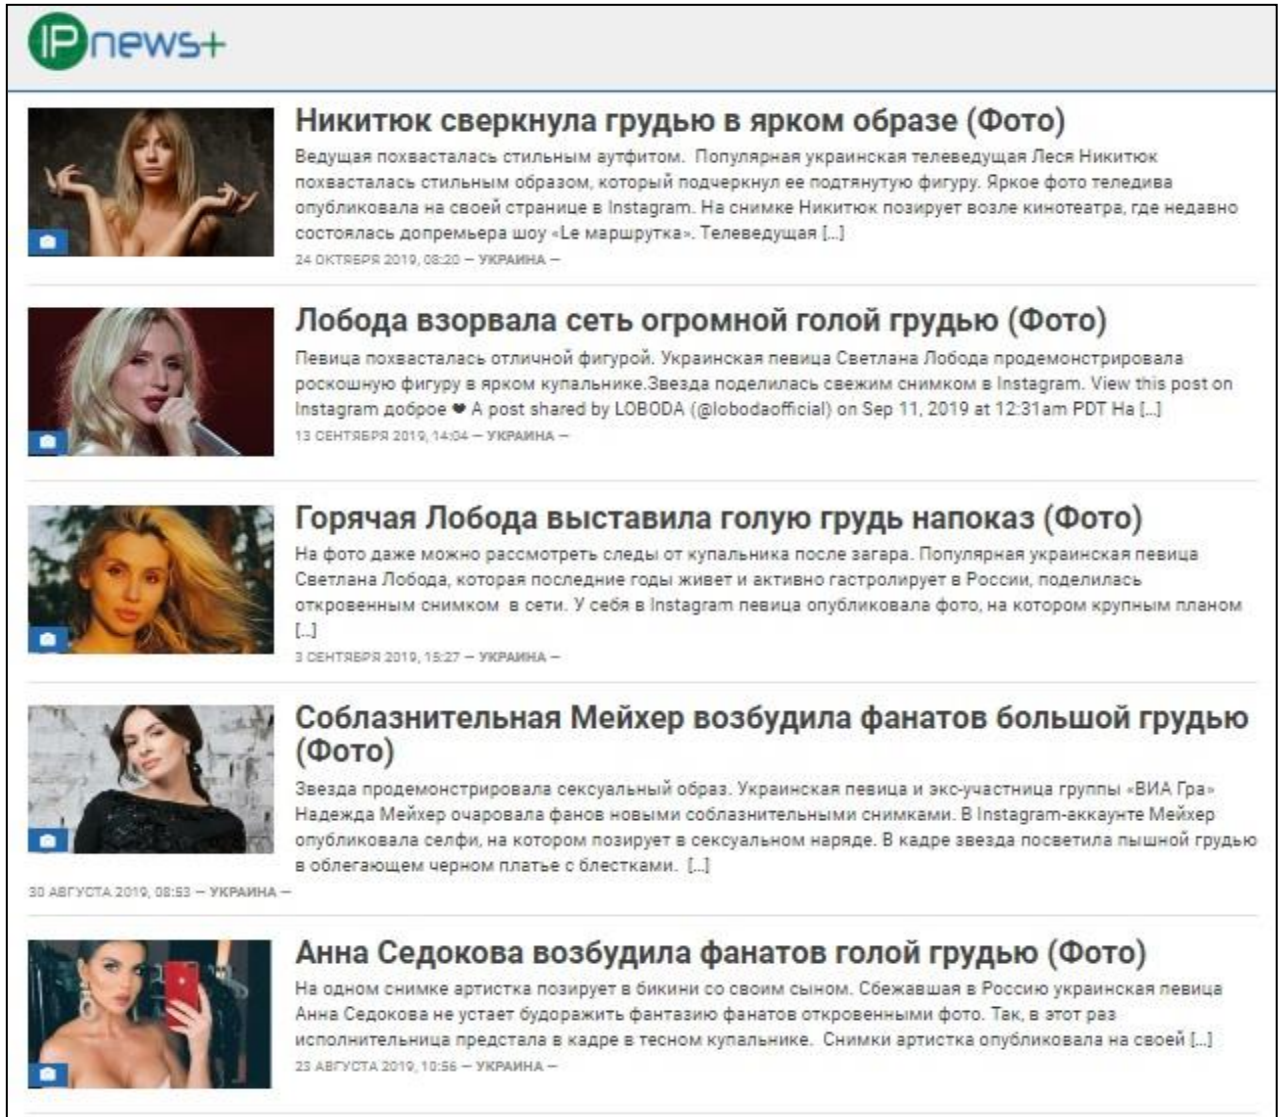 IPnews+
Никитюк сверкнула грудью в ярком образе (Фото)
Ведущая похвасталась стильным аутфитом. Популярная украинская телеведущая Леся Никитюк
похвасталась стильным образом, который подчеркнул ее подтянутую фигуру. Яркое фото теледива
опубликовала на своей странице в Instagram. На снимке Никитюк позирует возле кинотеатра, где недавно
состоялась допремьера шоу «Le маршрутка». Телеведущая [...]
24 ОКТЯБРЯ 2019, 08:20 — УКРАИНА —
Лобода взорвала сеть огромной голой грудью (Фото)
Певица похвасталась отличной фигурой. Украинская певица Светлана Лобода продемонстрировала
роскошную фигуру в ярком купальнике.Звезда поделилась свежим снимком в Instagram. View this post on
Instagram доброе ❤ A post shared by LOBODA (@lobodaofficial) on Sep 11, 2019 at 12:31am PDT На [...]
13 СЕНТЯБРЯ 2019, 14:04 — УКРАИНА —
Горячая Лобода выставила голую грудь напоказ (Фото)
На фото даже можно рассмотреть следы от купальника после загара. Популярная украинская певица
Светлана Лобода, которая последние годы живет и активно гастролирует в России, поделилась
откровенным снимком в сети. У себя в Instagram певица опубликовала фото, на котором крупным планом
[...]
3 СЕНТЯБРЯ 2019, 15:27 — УКРАИНА —
Соблазнительная Мейхер возбудила фанатов большой грудью
(Фото)
Звезда продемонстрировала сексуальный образ. Украинская певица и экс-участница группы «ВИА Гра»
Надежда Мейхер очаровала фанов новыми соблазнительными снимками. В Instagram-аккаунте Мейхер
опубликовала селфи, на котором позирует в сексуальном наряде. В кадре звезда посветила пышной грудью
в облегающем черном платье с блестками. [...]
30 АВГУСТА 2019, 08:53 — УКРАИНА —
Анна Седокова возбудила фанатов голой грудью (Фото)
На одном снимке артистка позирует в бикини со своим сыном. Сбежавшая в Россию украинская певица
Анна Седокова не устает будоражить фантазию фанатов откровенными фото. Так, в этот раз
исполнительница предстала в кадре в тесном купальнике. Снимки артистка опубликовала на своей [...]
23 АВГУСТА 2019, 10:56 — УКРАИНА —